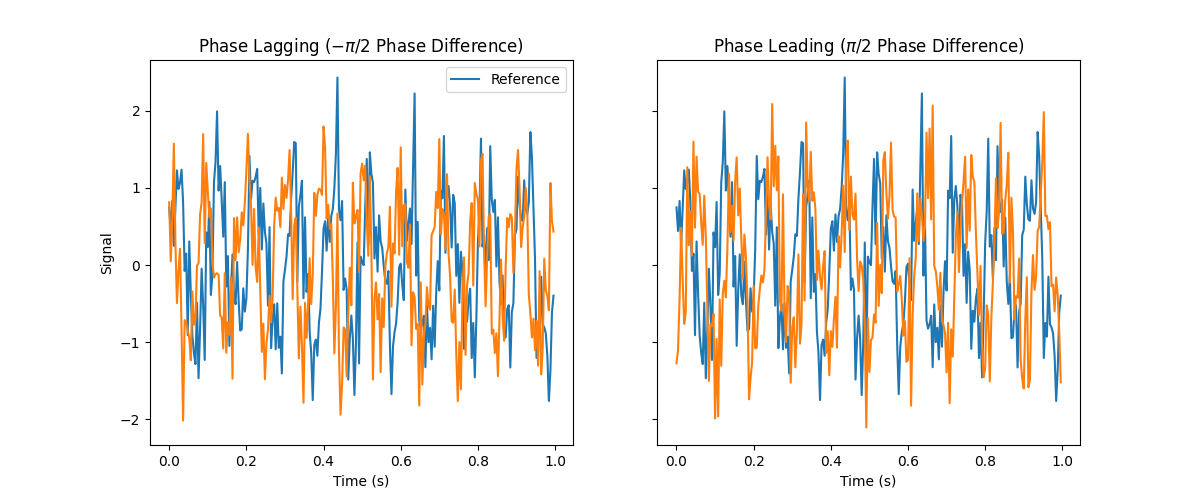 Phase Lagging (−π/2 Phase Difference)
Phase Leading (π/2 Phase Difference)
Reference
Signal
2
1
0
−1
−2
0.0 0.2 0.4 0.6 0.8 1.0
0.0 0.2 0.4 0.6 0.8 1.0
Time (s)
Time (s)